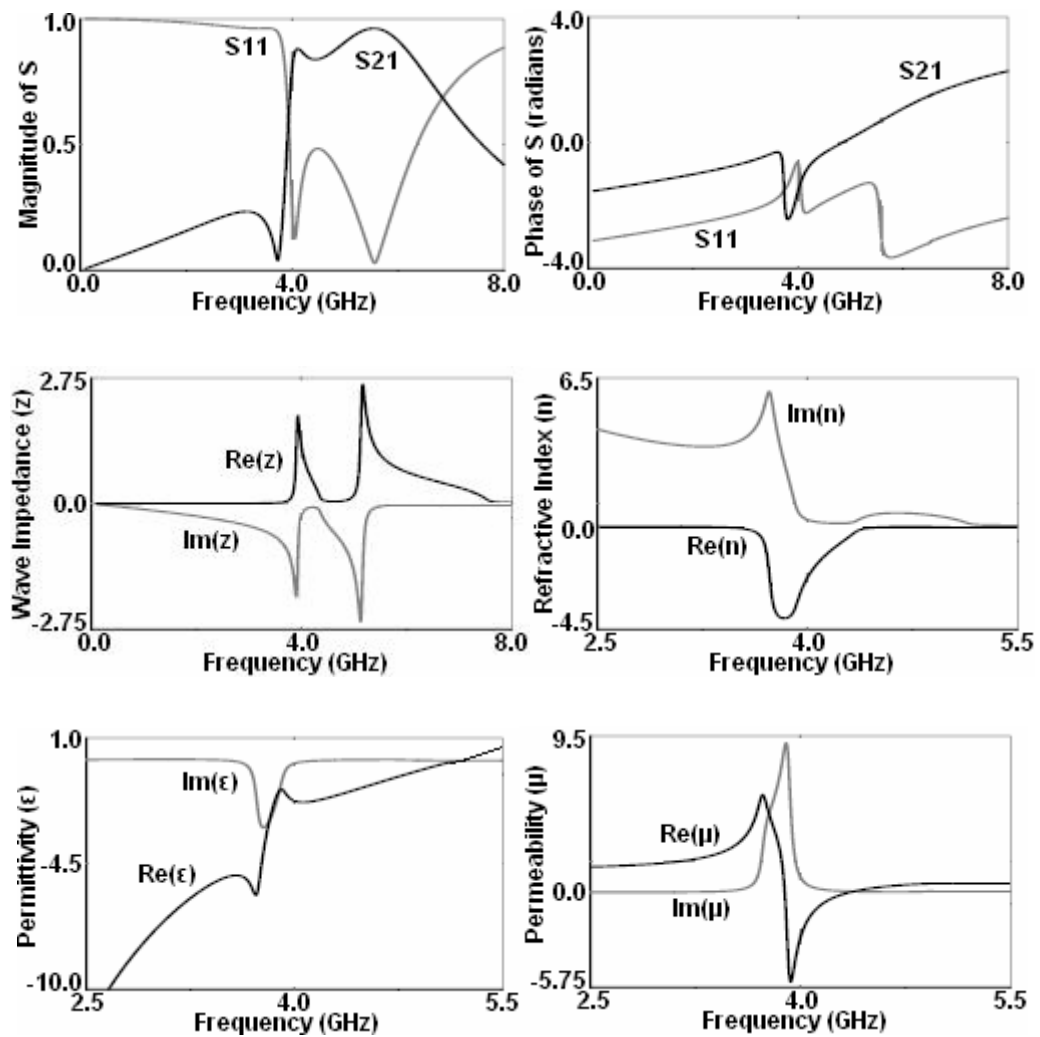 Magnitude of S
1.0
0.5
0.0
S11
S21
0.0
4.0
8.0
Frequency (GHz)
Phase of S (radians)
4.0
0.0
-4.0
S21
S11
0.0
4.0
8.0
Frequency (GHz)
Wave Impedance (z)
2.75
0.0
-2.75
Re(z)
Im(z)
0.0
4.0
8.0
Frequency (GHz)
Refractive Index (n)
6.5
0.0
-4.5
Im(n)
Re(n)
2.5
4.0
5.5
Frequency (GHz)
Permittivity (ε)
1.0
-4.5
-10.0
Im(ε)
Re(ε)
2.5
4.0
5.5
Frequency (GHz)
Permeability (μ)
9.5
0.0
-5.75
Re(μ)
Im(μ)
2.5
4.0
5.5
Frequency (GHz)